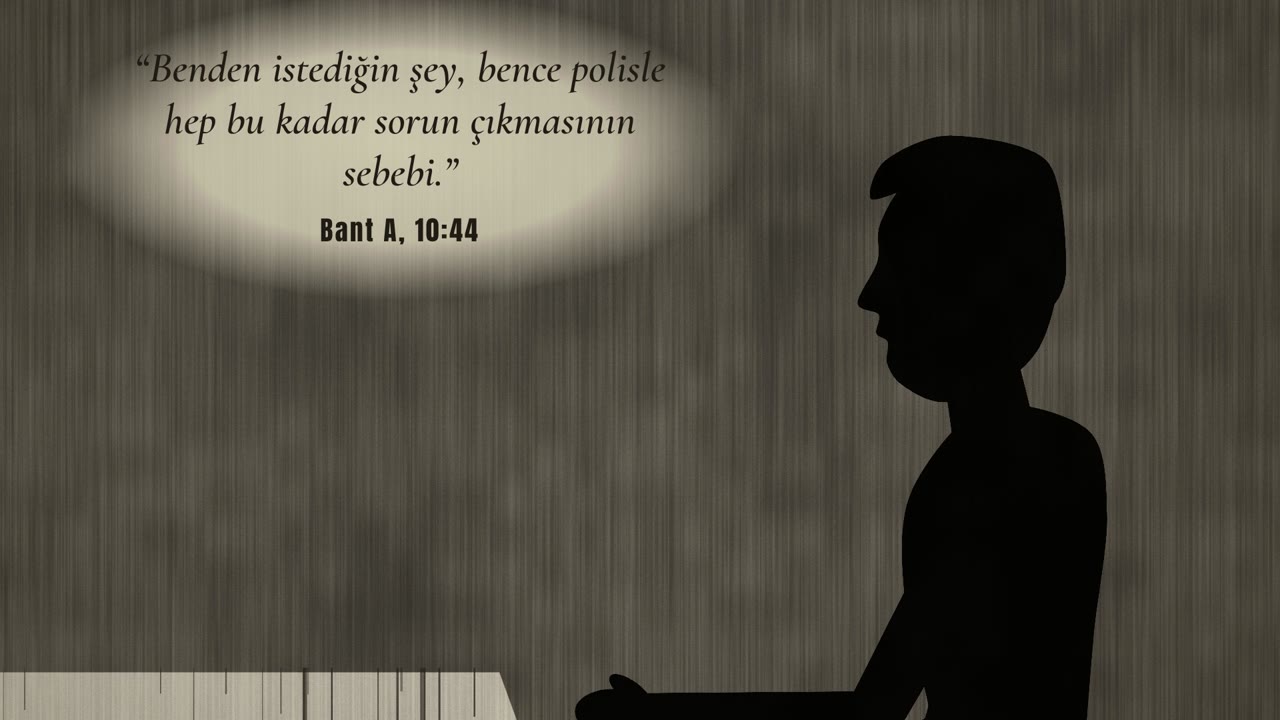 “Benden istediğin şey, bence polisle
hep bu kadar sorun çıkmasının
sebebi.”
Bant A, 10:44